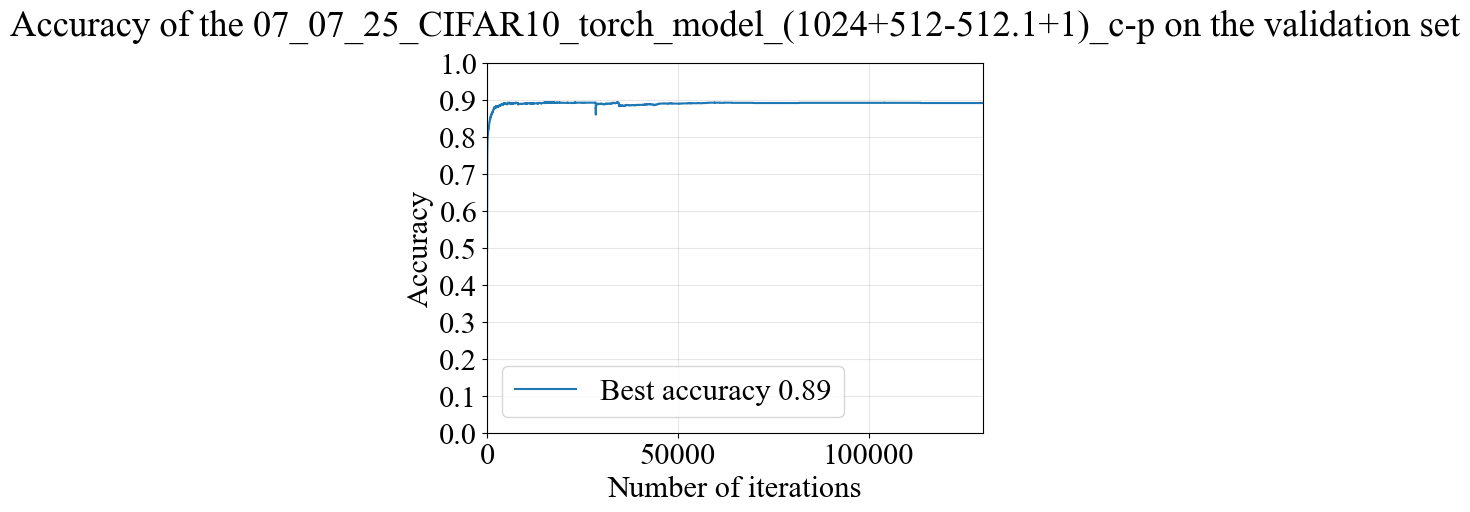 Accuracy of the 07_07_25_CIFAR10_torch_model_(1024+512-512.1+1)_c-p on the validation set
1.0
0.9
0.8
0.7
0.6
0.5
0.4
0.3
0.2
0.1
0.0
Accuracy
Best accuracy 0.89
0 50000 100000
Number of iterations